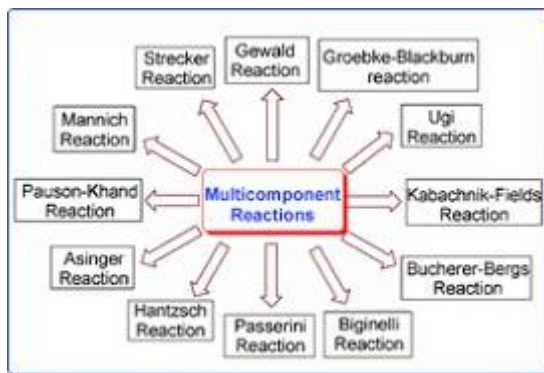 Strecker
Reaction
Gewald
Reaction
Groebke-Blackburn
reaction
Mannich
Reaction
Ugi
Reaction
Pauson-Khand
Reaction
Multicomponent
Reactions
Kabachnik-Fields
Reaction
Asinger
Reaction
Bucherer-Bergs
Reaction
Hantzsch
Reaction
Passerini
Reaction
Biginelli
Reaction